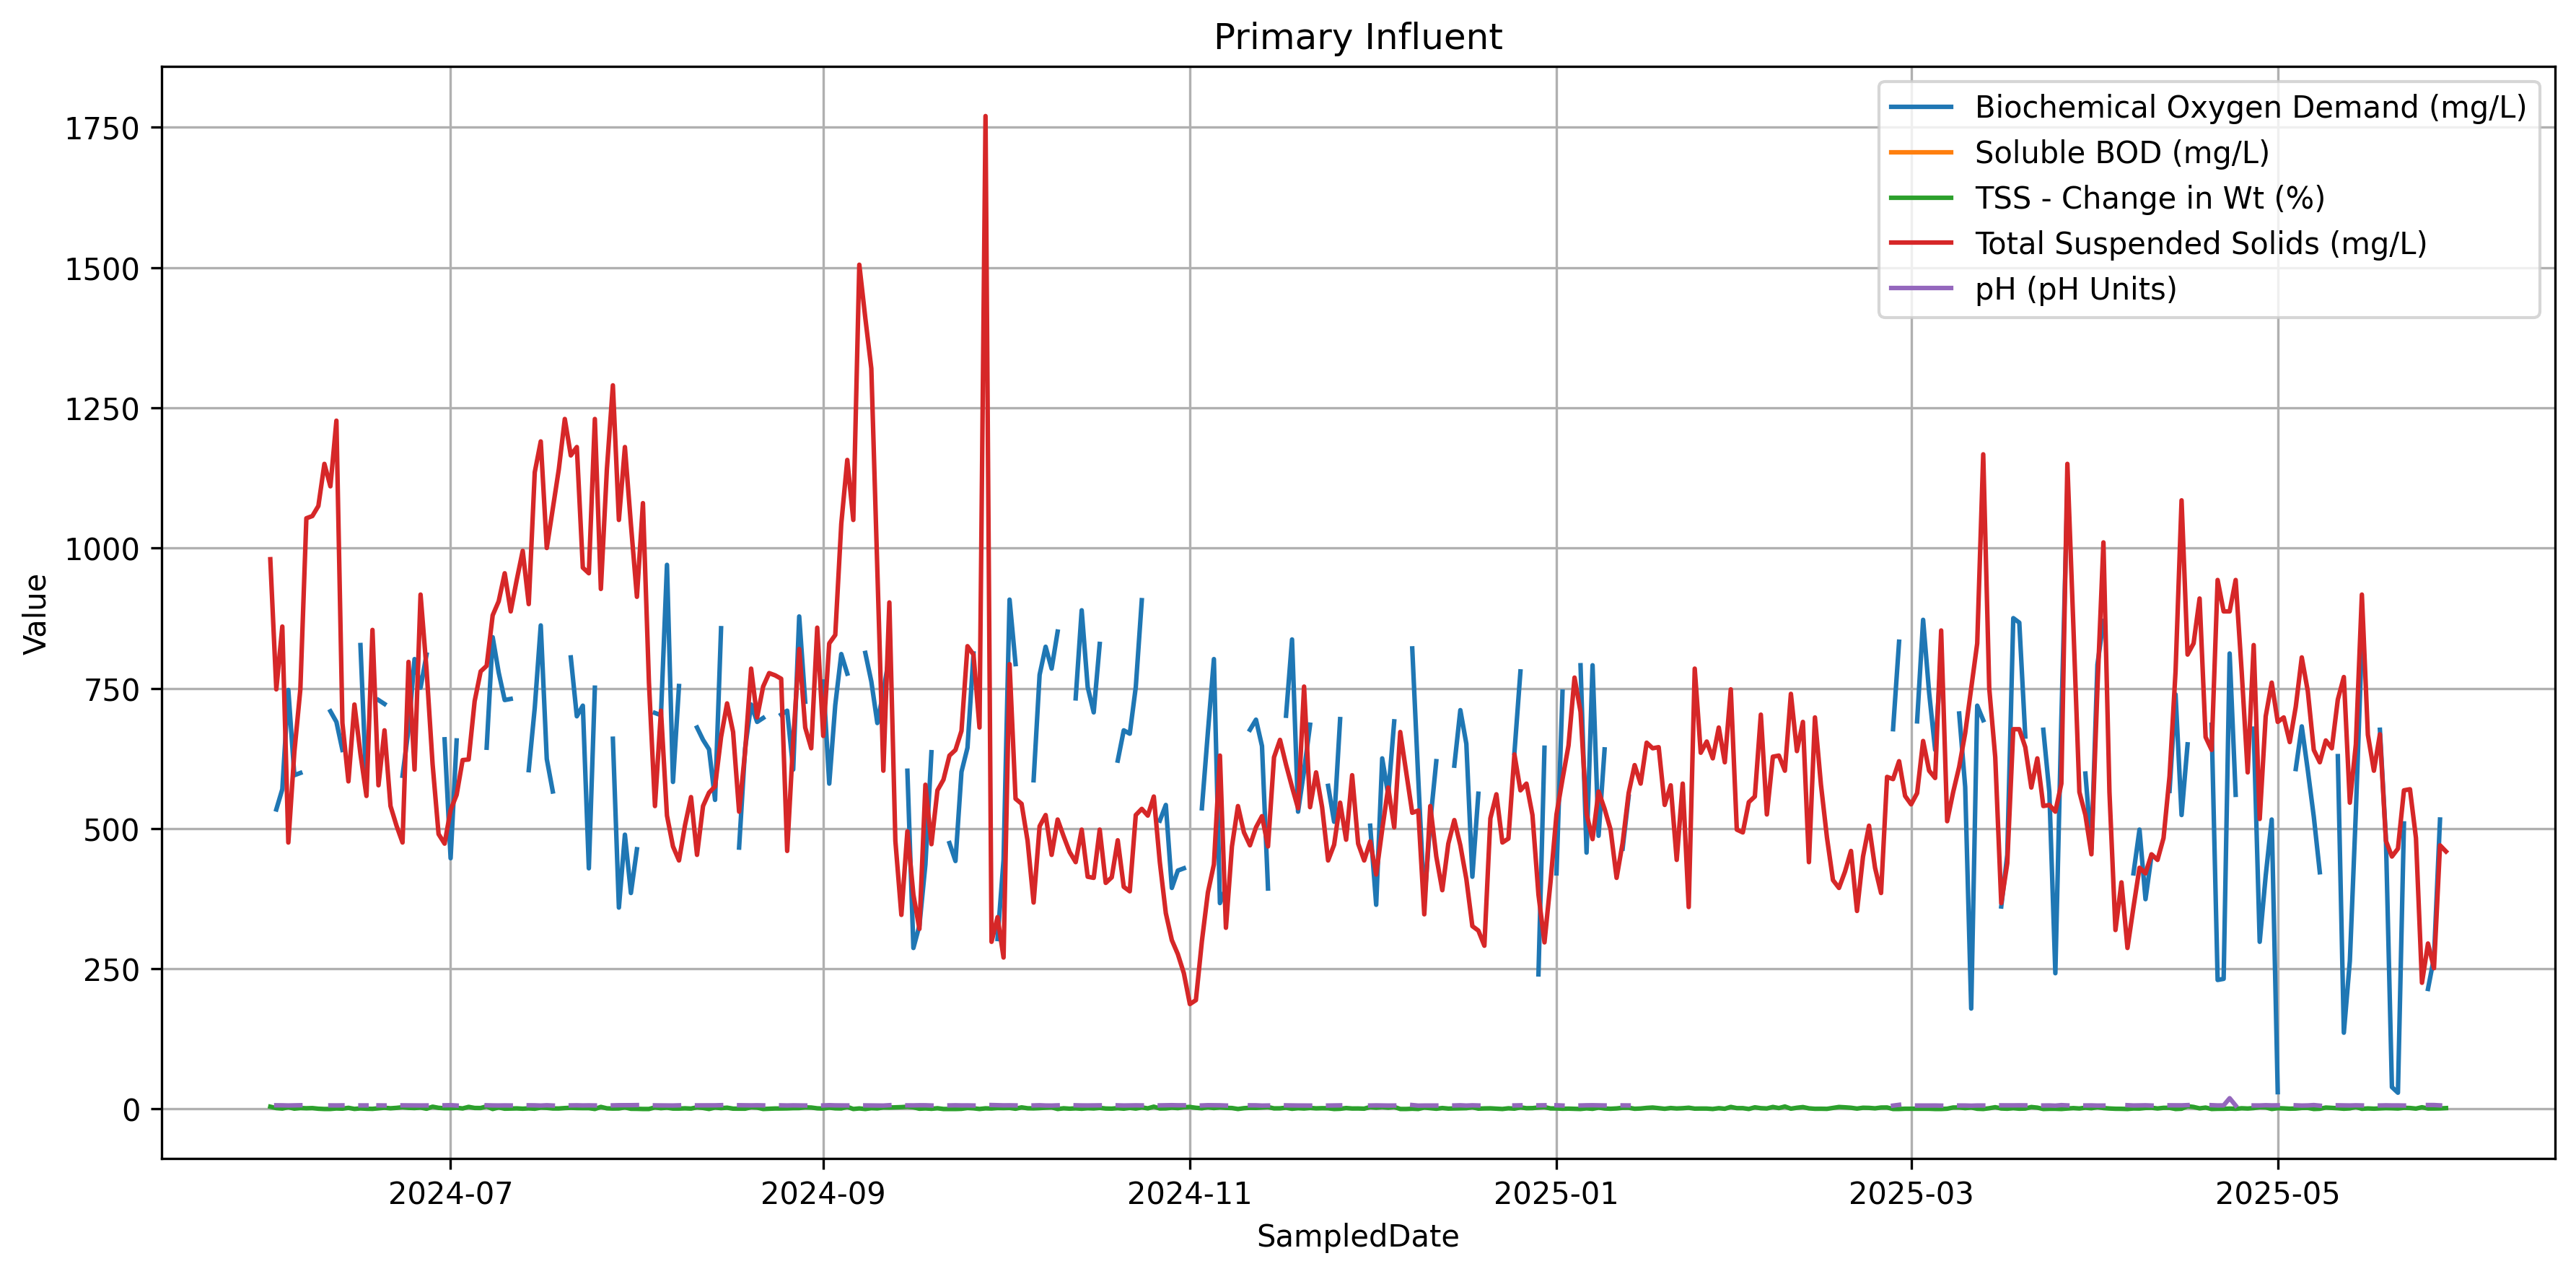 Primary Influent
Biochemical Oxygen Demand (mg/L)
Soluble BOD (mg/L)
TSS - Change in Wt (%)
Total Suspended Solids (mg/L)
pH (pH Units)
1750
1500
1250
1000
750
500
250
0
Value
2024-07
2024-09
2024-11
2025-01
2025-03
2025-05
SampledDate